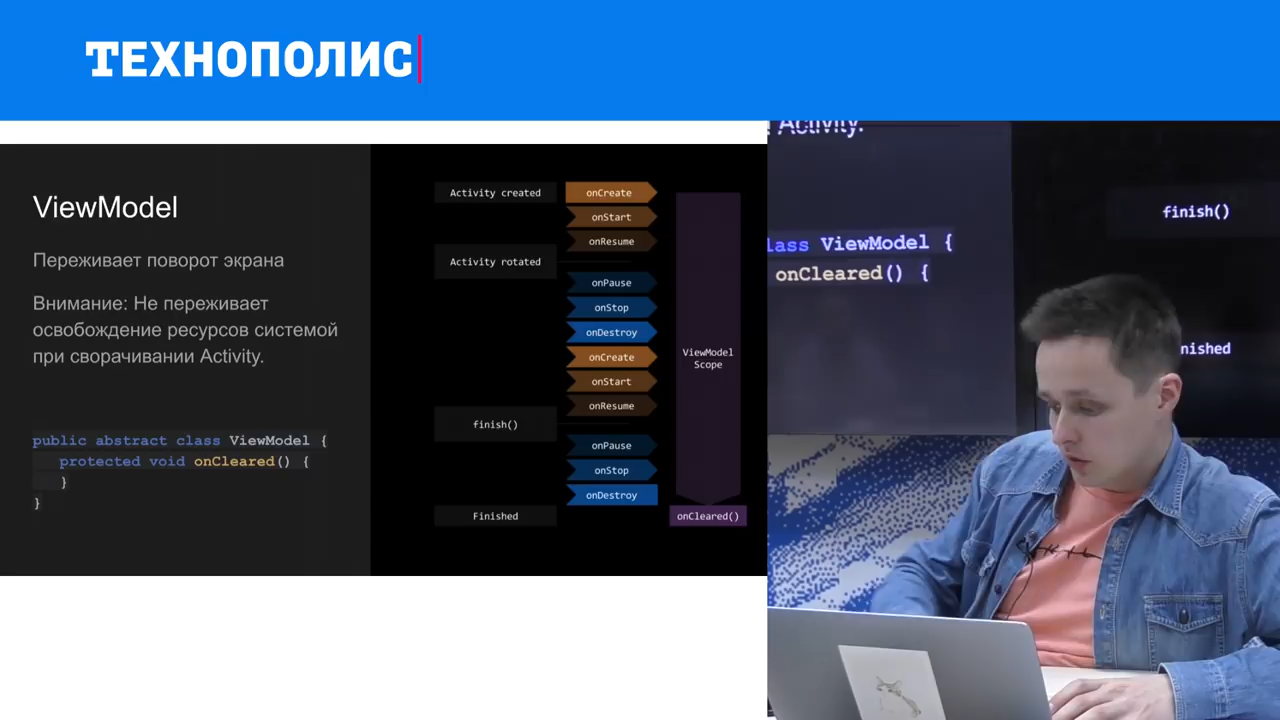 ТЕХНОПОЛИС
ViewModel
Переживает поворот экрана
Внимание: Не переживает
освобождение ресурсов системой
при сворачивании Activity.
public abstract class ViewModel {
protected void onCleared() {
}
}
Activity created
onCreate
onStart
onResume
Activity rotated
onPause
onStop
onDestroy
onCreate
onStart
onResume
finish()
onPause
onStop
onDestroy
Finished
ViewModel
Scope
onCleared()
Activity.
lass ViewModel {
onCleared() {
finish()
nished